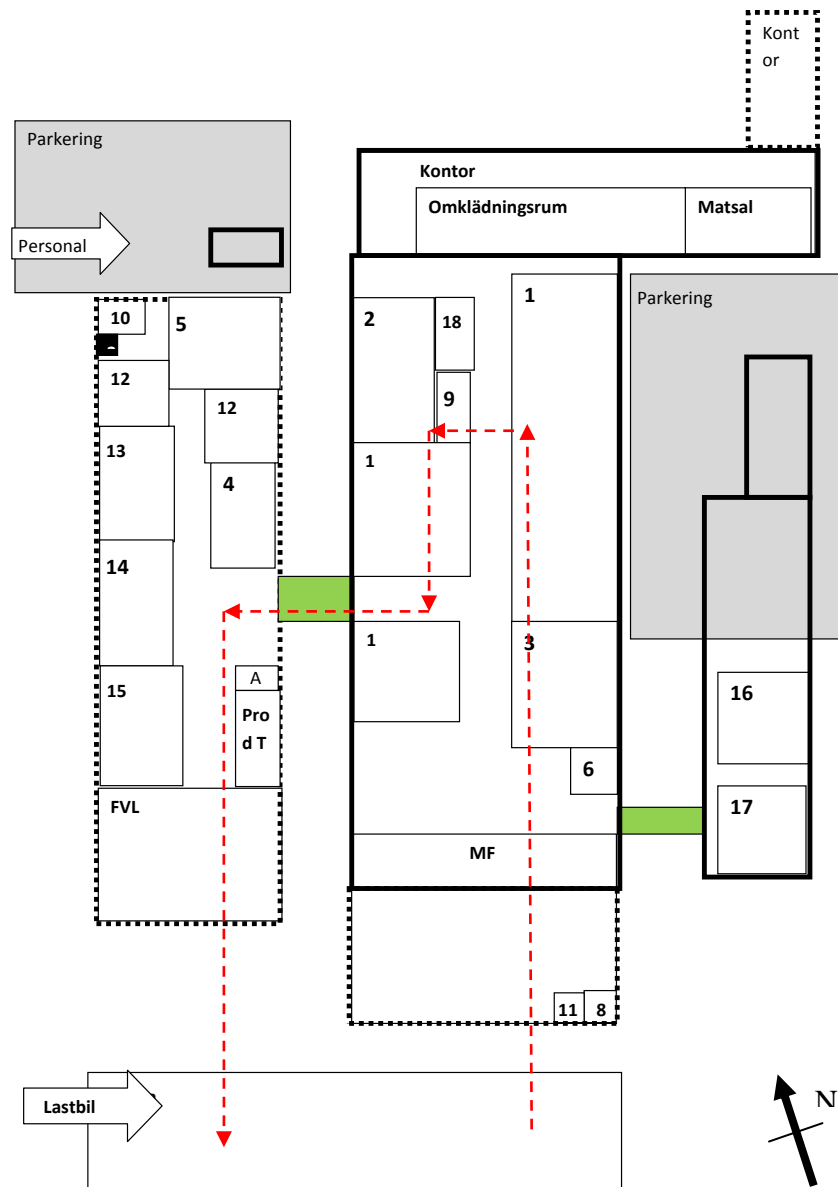 Kont
or
Parkering
Kontor
Omklädningsrum
Matsal
Personal
Parkering
10
5
2
18
1
12
12
9
13
1
4
14
1
3
15
A
Pro
d T
16
6
17
FVL
MF
11
8
Lastbil
N